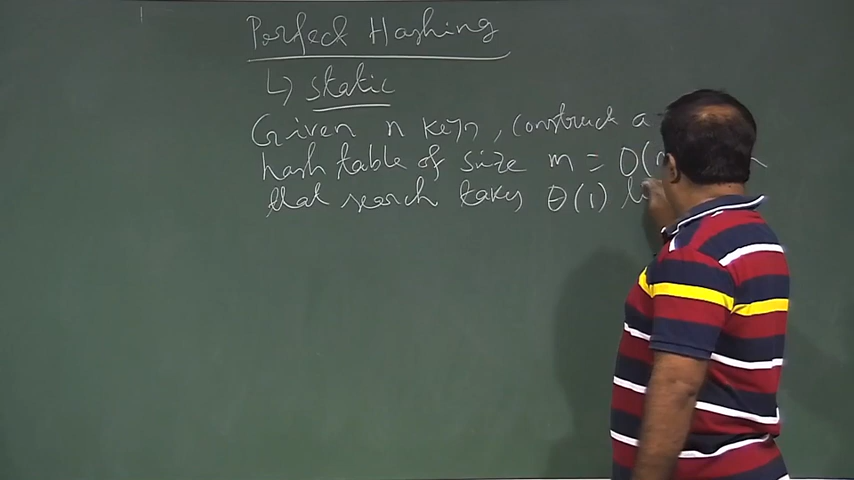 Perfect Hashing
↳ static
Given n keys, construct a
hash table of size m = O(
that search takes θ(1)